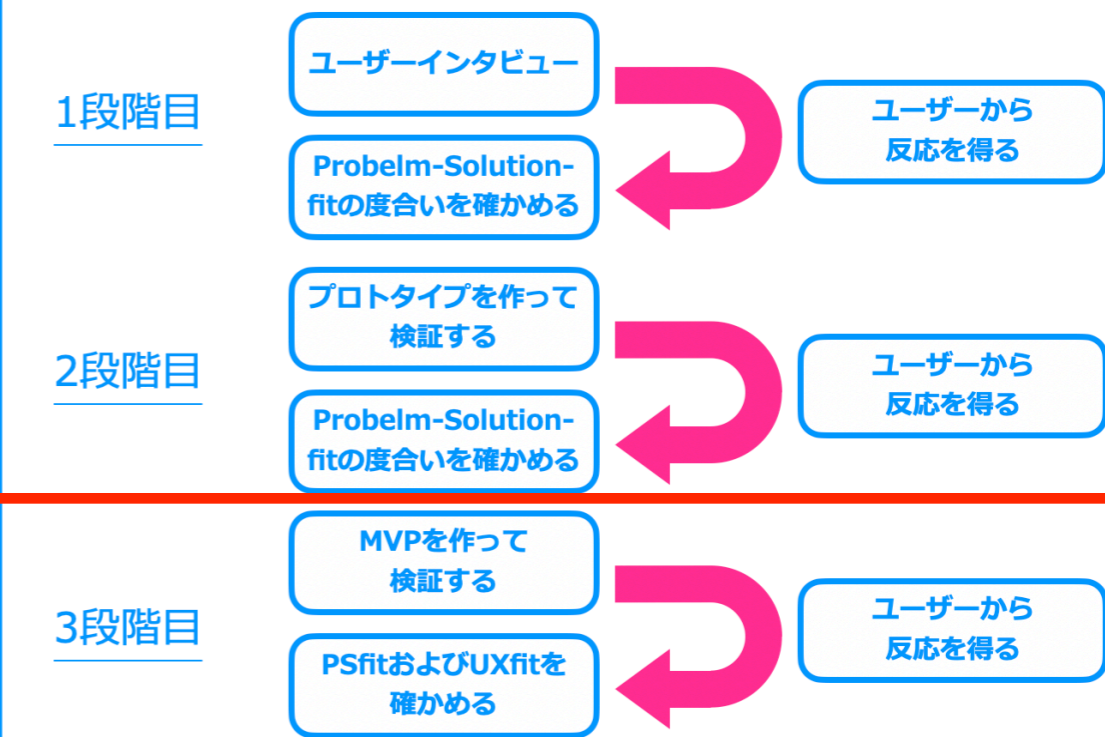 1段階目
ユーザーインタビュー
Probelm-Solution-
fitの度合いを確かめる
ユーザーから
反応を得る
2段階目
プロトタイプを作って
検証する
Probelm-Solution-
fitの度合いを確かめる
ユーザーから
反応を得る
3段階目
MVPを作って
検証する
PSfitおよびUXfitを
確かめる
ユーザーから
反応を得る